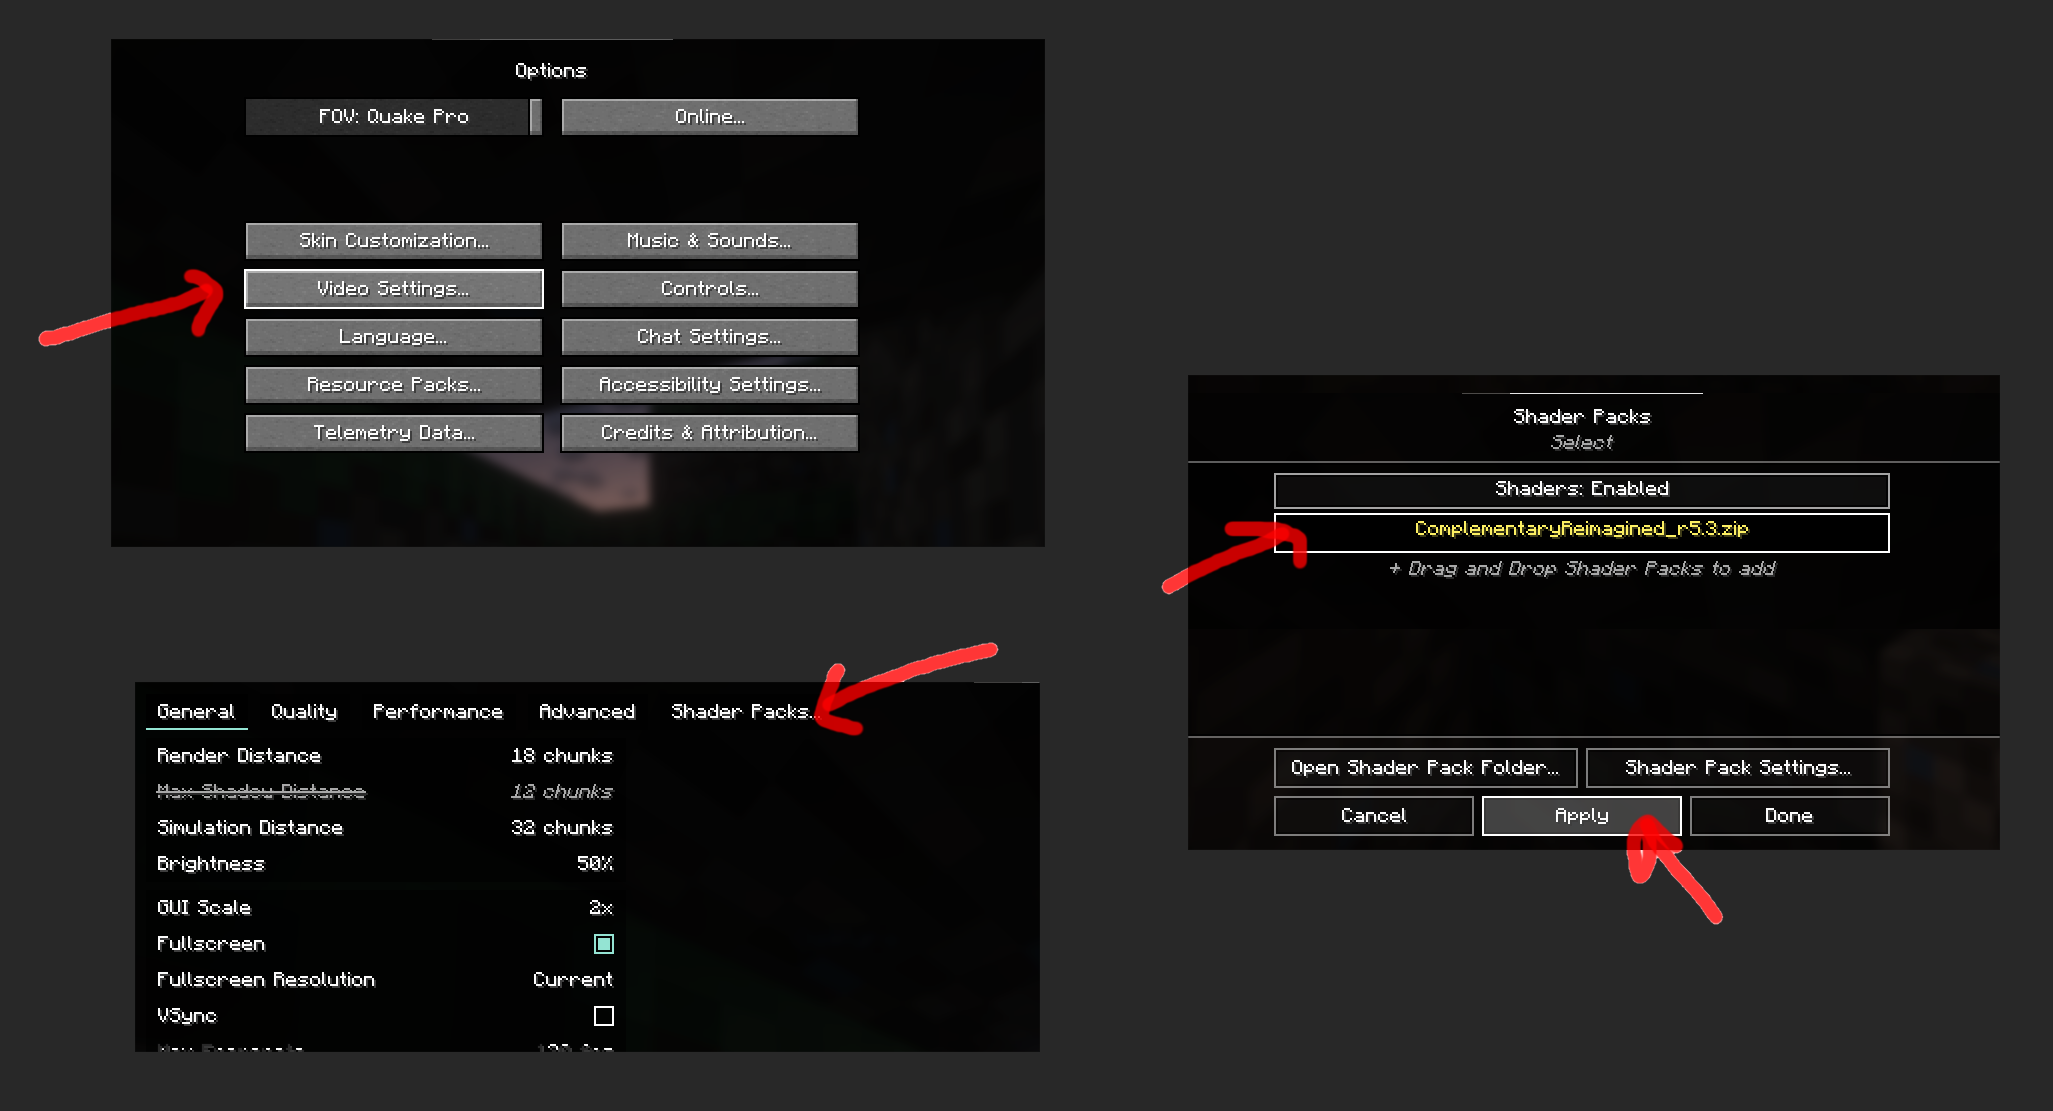 Options
FOV: Quake Pro
Online...
Skin Customization...
Music & Sounds...
Video Settings...
Controls...
Language...
Chat Settings...
Resource Packs...
Accessibility Settings...
Telemetry Data...
Credits & Attribution...
General Quality Performance Advanced Shader Packs...
Render Distance 18 chunks
Max Shadow Distance 12 chunks
Simulation Distance 32 chunks
Brightness 50%
GUI Scale 2x
Fullscreen
Fullscreen Resolution Current
VSync
Shader Packs
Select
Shaders: Enabled
ComplementaryReimagined_r5.3.zip
+ Drag and Drop Shader Packs to add
Open Shader Pack Folder...
Shader Pack Settings...
Cancel
Apply
Done